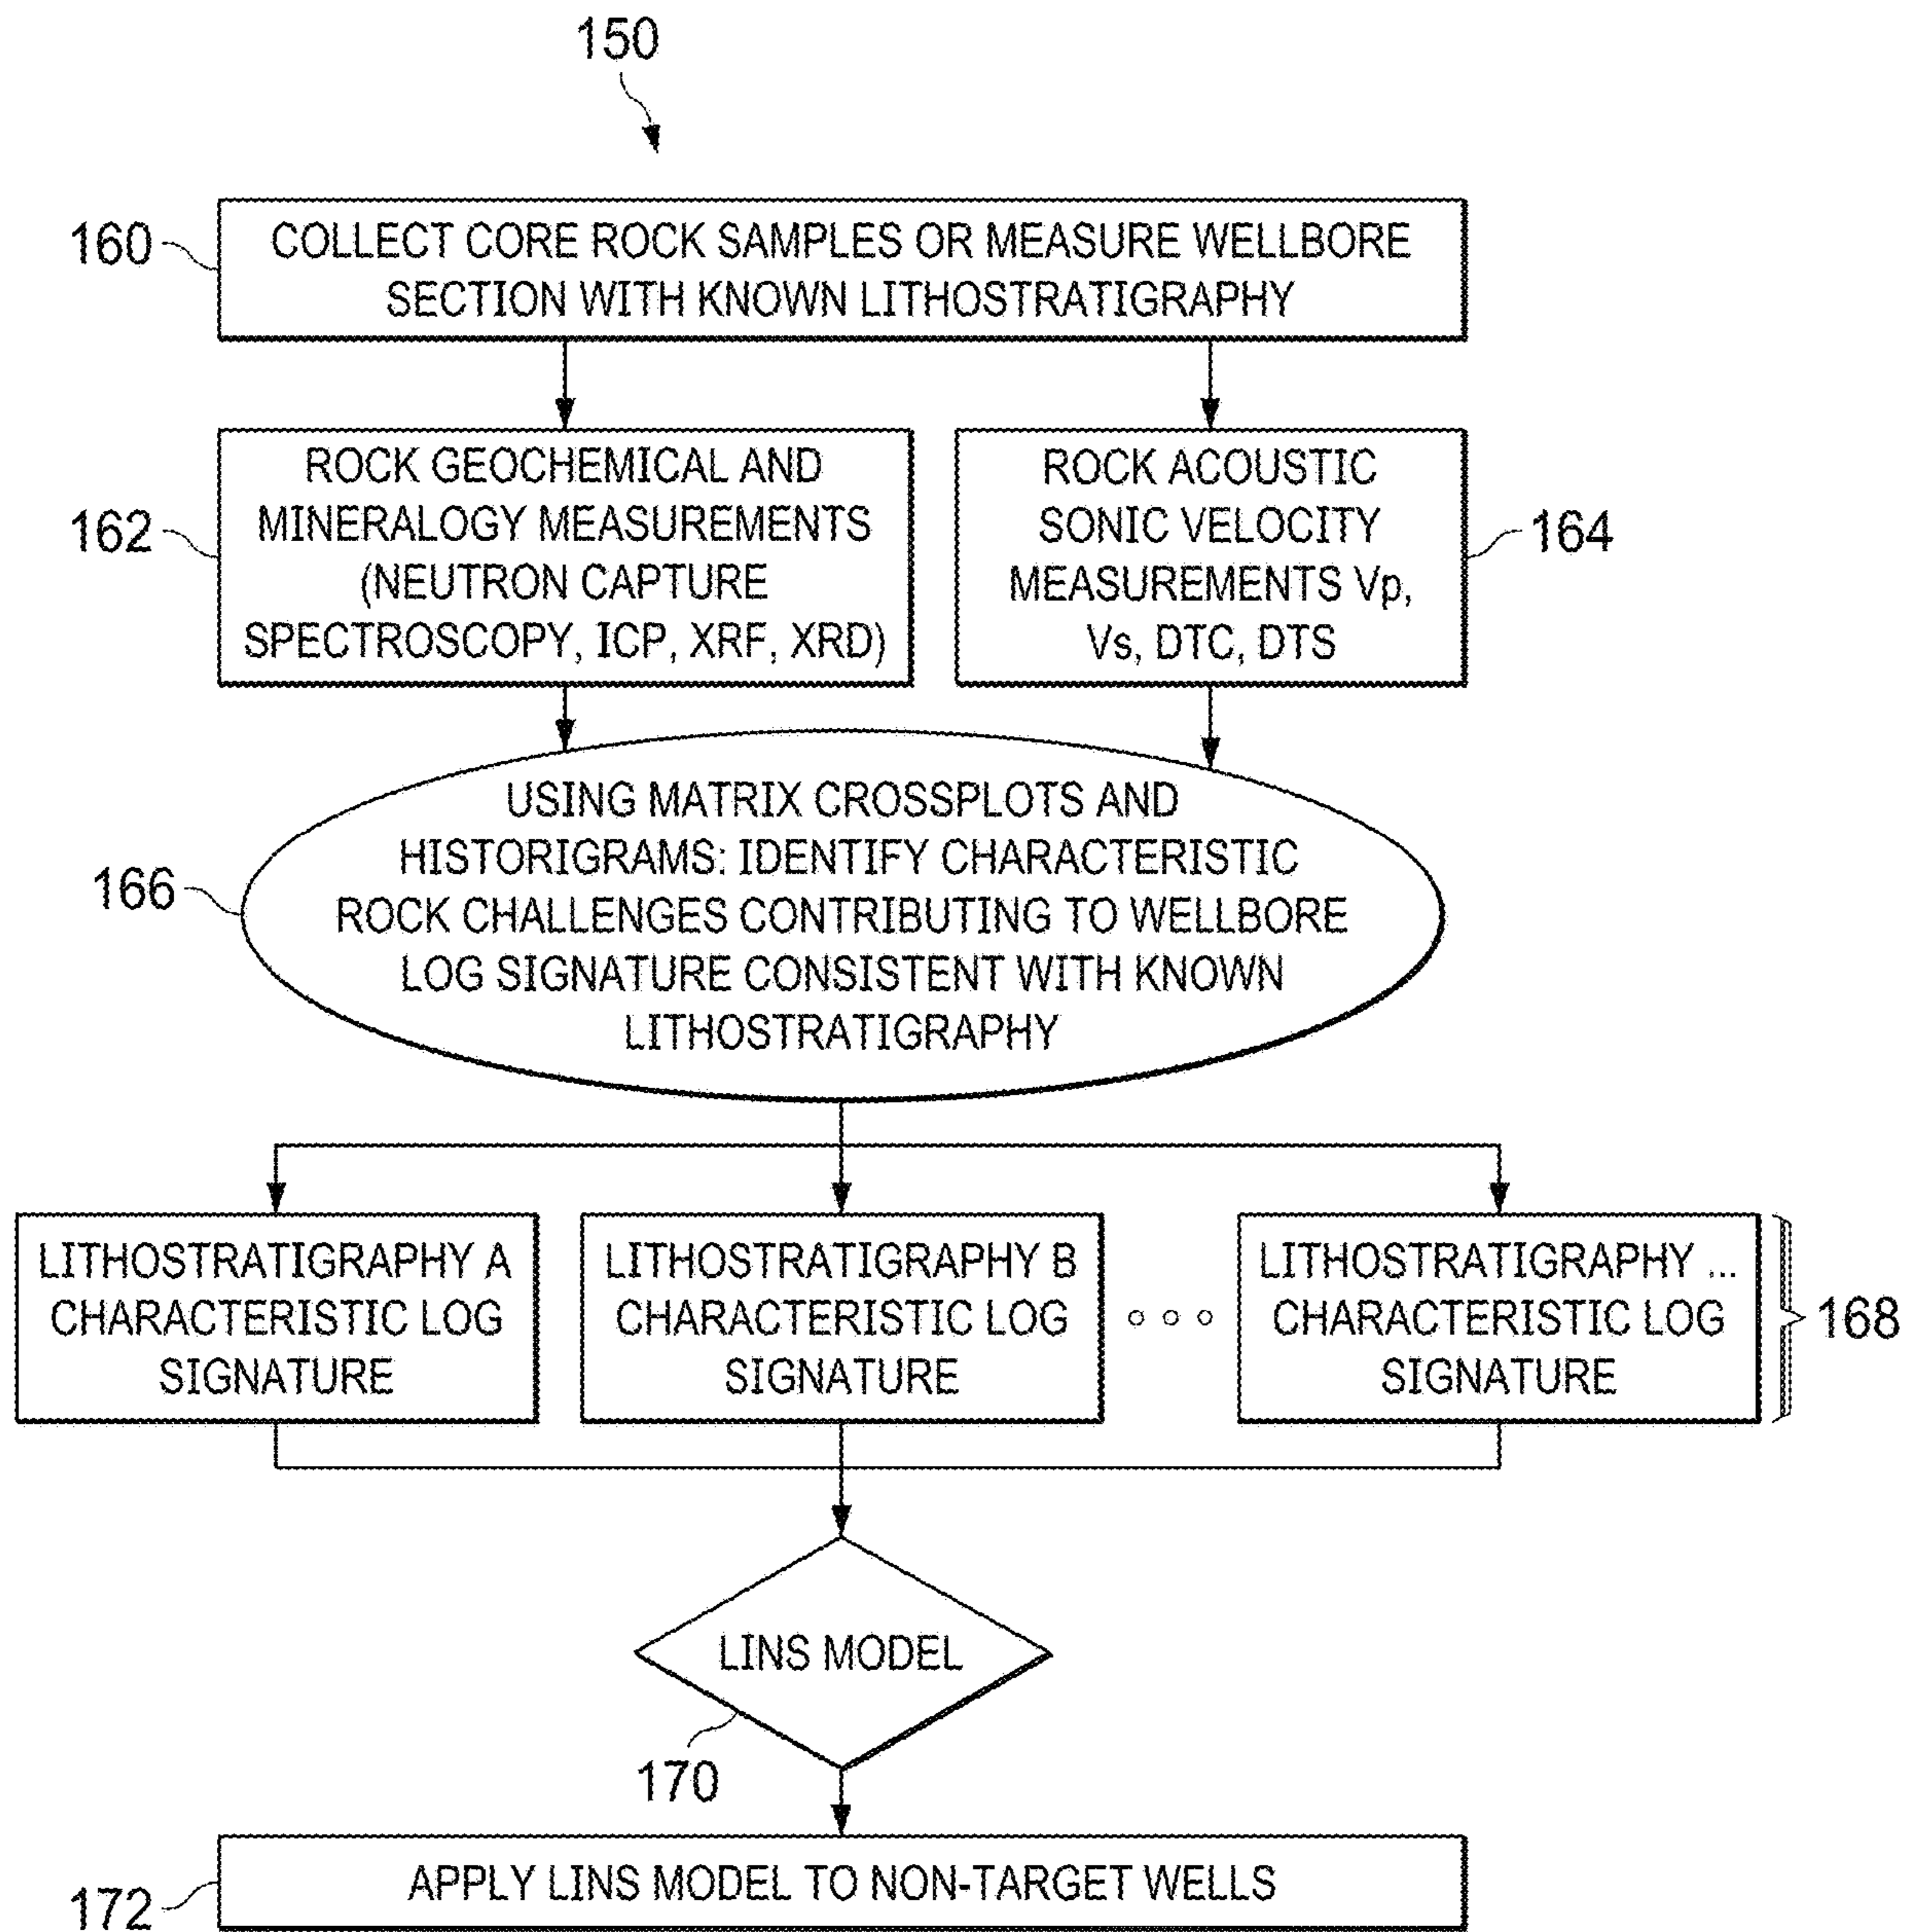 150
160
COLLECT CORE ROCK SAMPLES OR MEASURE WELLBORE
SECTION WITH KNOWN LITHOSTRATIGRAPHY
162
ROCK GEOCHEMICAL AND
MINERALOGY MEASUREMENTS
(NEUTRON CAPTURE
SPECTROSCOPY, ICP, XRF, XRD)
ROCK ACOUSTIC
SONIC VELOCITY
MEASUREMENTS Vp,
Vs, DTC, DTS
164
166
USING MATRIX CROSSPLOTS AND
HISTORIGRAMS: IDENTIFY CHARACTERISTIC
ROCK CHALLENGES CONTRIBUTING TO WELLBORE
LOG SIGNATURE CONSISTENT WITH KNOWN
LITHOSTRATIGRAPHY
LITHOSTRATIGRAPHY A
CHARACTERISTIC LOG
SIGNATURE
LITHOSTRATIGRAPHY B
CHARACTERISTIC LOG
SIGNATURE
LITHOSTRATIGRAPHY ...
CHARACTERISTIC LOG
SIGNATURE
168
LINS MODEL
170
172
APPLY LINS MODEL TO NON-TARGET WELLS